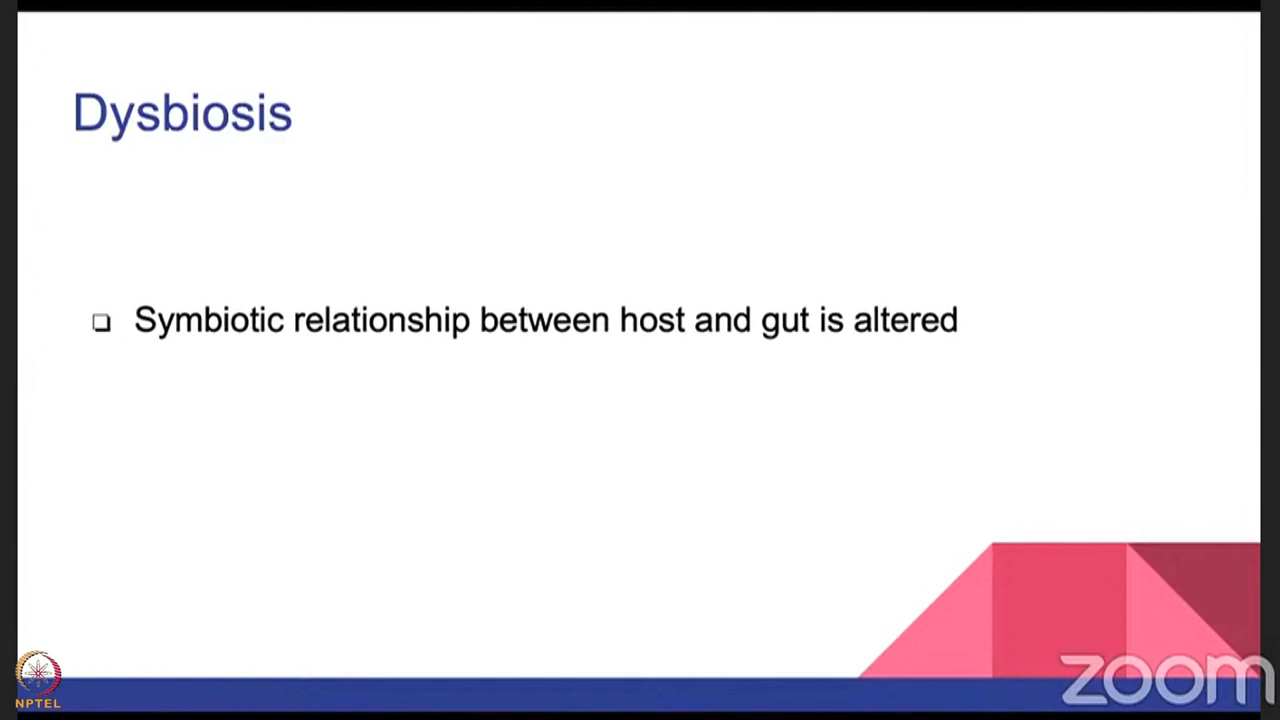 Dysbiosis
Symbiotic relationship between host and gut is altered
NPTEL
zoom